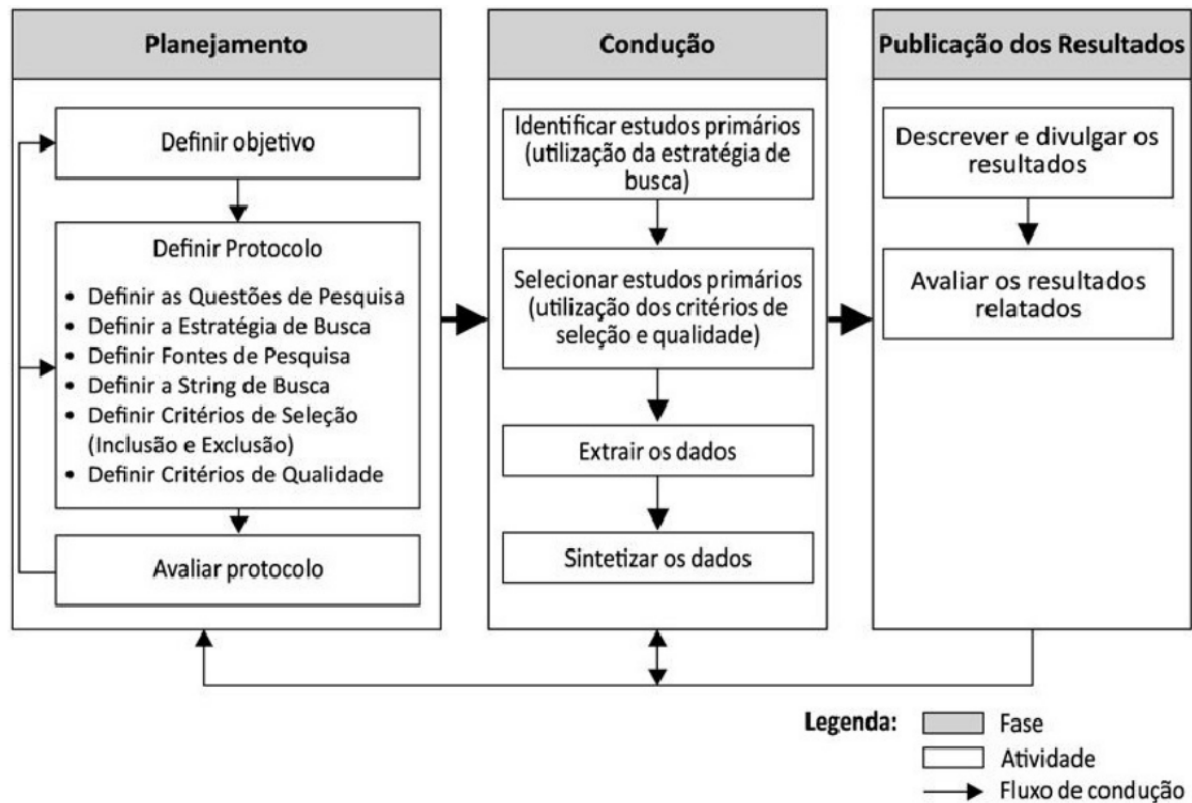 Planejamento
Definir objetivo
Definir Protocolo
• Definir as Questões de Pesquisa
• Definir a Estratégia de Busca
• Definir Fontes de Pesquisa
• Definir a String de Busca
• Definir Critérios de Seleção
(Inclusão e Exclusão)
• Definir Critérios de Qualidade
Avaliar protocolo
Condução
Identificar estudos primários
(utilização da estratégia de
busca)
Selecionar estudos primários
(utilização dos critérios de
seleção e qualidade)
Extrair os dados
Sintetizar os dados
Publicação dos Resultados
Descrever e divulgar os
resultados
Avaliar os resultados
relatados
Legenda:
Fase
Atividade
Fluxo de condução